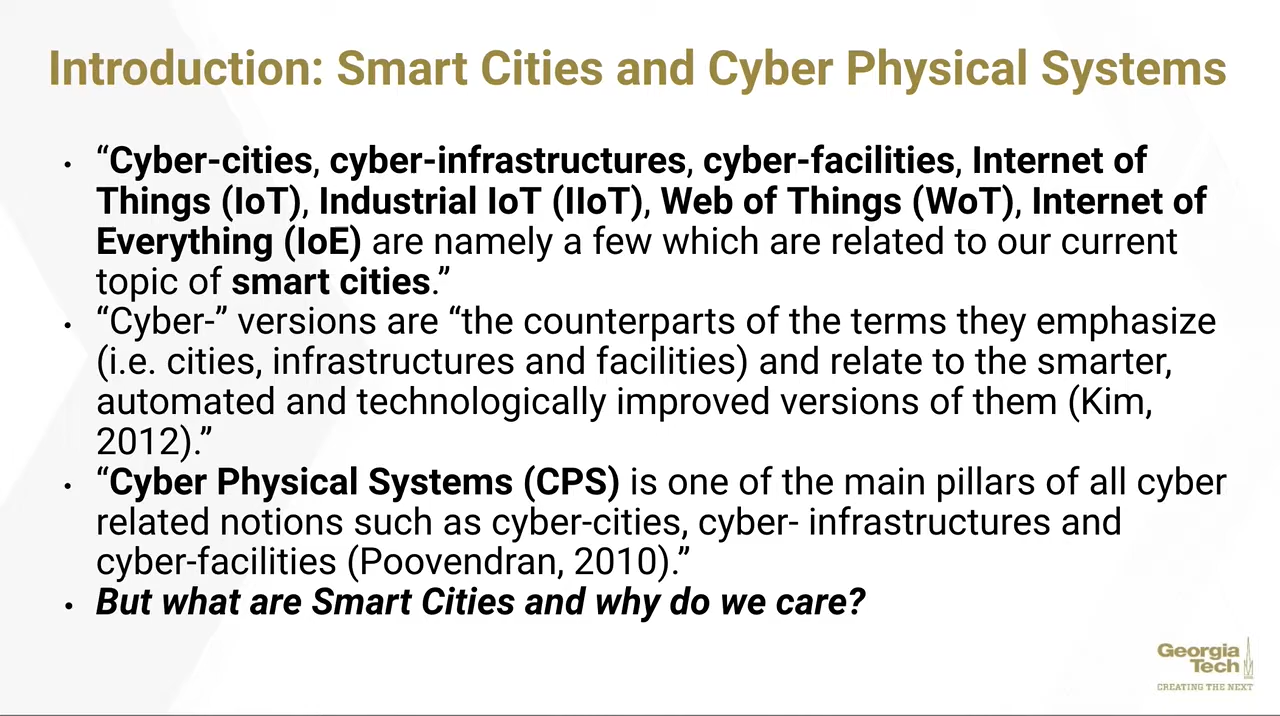 Introduction: Smart Cities and Cyber Physical Systems
• “Cyber-cities, cyber-infrastructures, cyber-facilities, Internet of
Things (IoT), Industrial IoT (IIoT), Web of Things (WoT), Internet of
Everything (IoE) are namely a few which are related to our current
topic of smart cities.”
• “Cyber-” versions are “the counterparts of the terms they emphasize
(i.e. cities, infrastructures and facilities) and relate to the smarter,
automated and technologically improved versions of them (Kim,
2012).”
• “Cyber Physical Systems (CPS) is one of the main pillars of all cyber
related notions such as cyber-cities, cyber- infrastructures and
cyber-facilities (Poovendran, 2010).”
• But what are Smart Cities and why do we care?
Georgia
Tech
CREATING THE NEXT